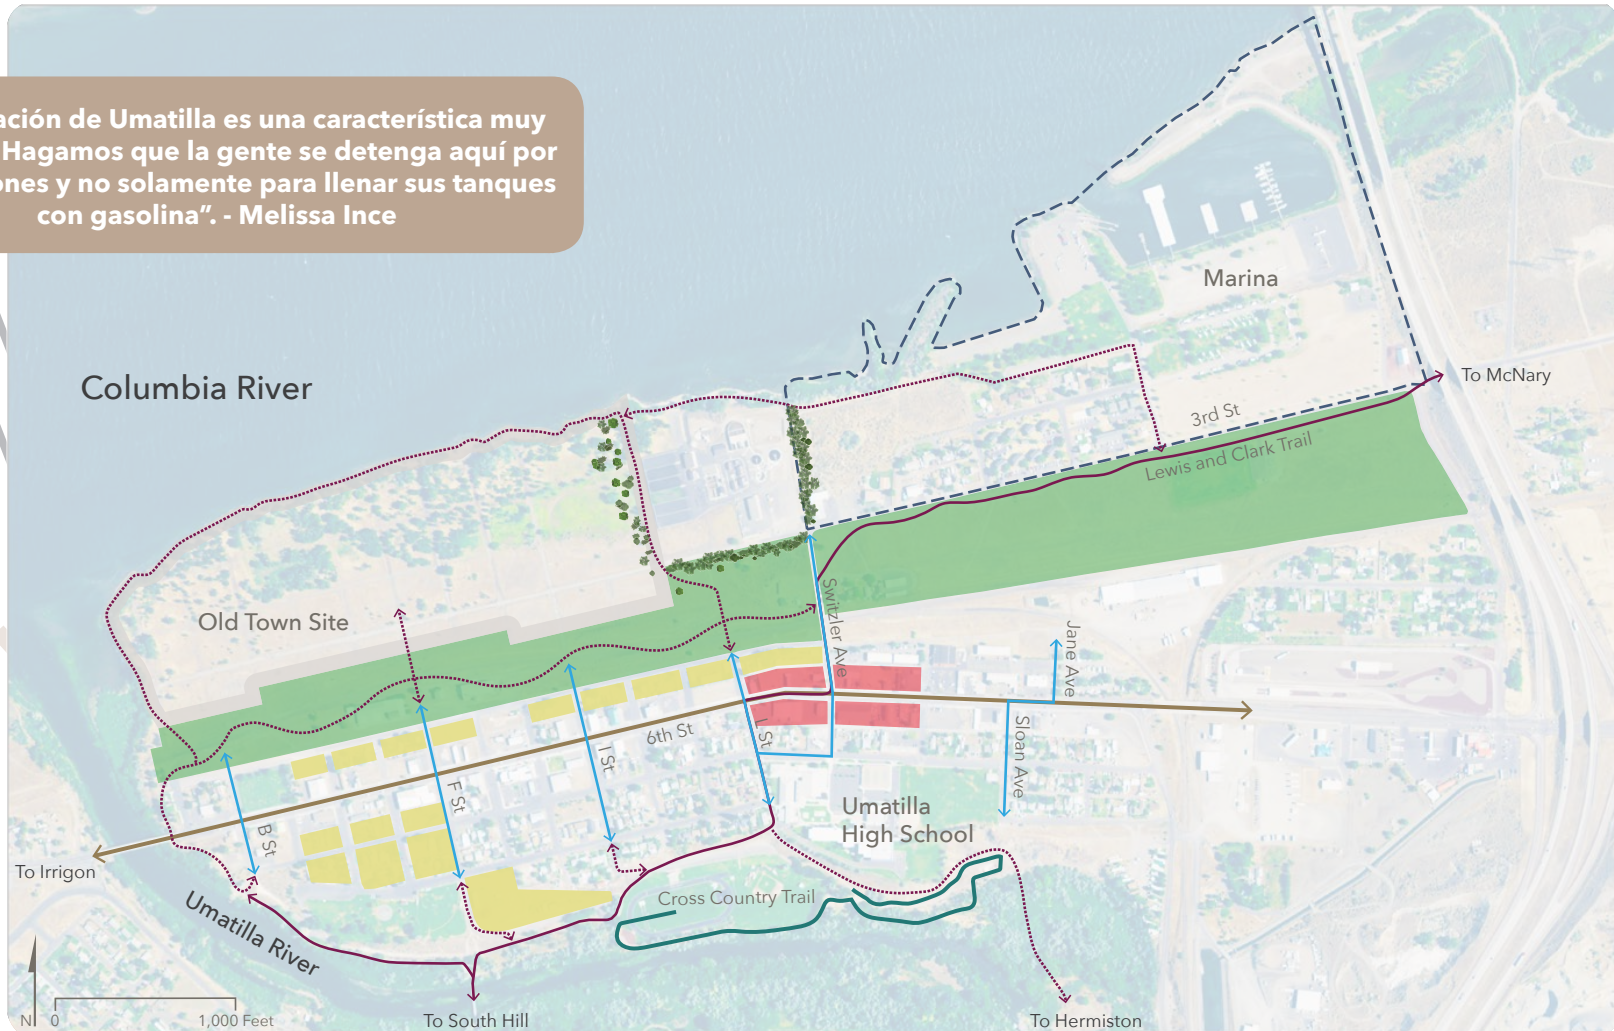 ación de Umatilla es una característica muy
Hagamos que la gente se detenga aquí por
ones y no solamente para llenar sus tanques
con gasolina”. - Melissa Ince
Marina
Columbia River
To McNary
3rd St
Lewis and Clark Trail
Old Town Site
Switzler Ave
Jane Ave
6th St
L St
I St
Sloan Ave
F St
B St
Umatilla
High School
To Irrigon
Cross Country Trail
Umatilla River
N 0 1,000 Feet
To South Hill
To Hermiston